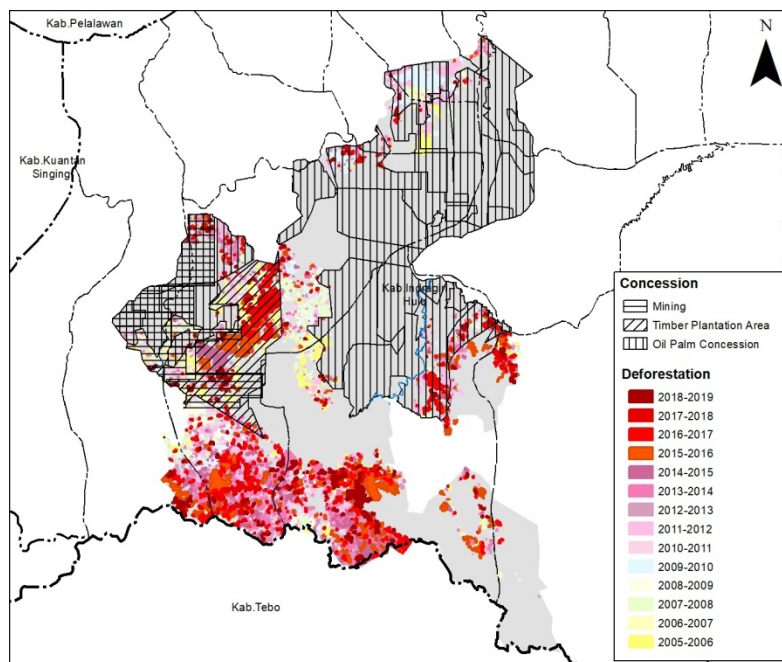 Kab.Pelalawan
N
Kab.Kuantan
Singing
Kab.Indragiri
Hulu
Kab.Tebo
Concession
Mining
Timber Plantation Area
Oil Palm Concession
Deforestation
2018-2019
2017-2018
2016-2017
2015-2016
2014-2015
2013-2014
2012-2013
2011-2012
2010-2011
2009-2010
2008-2009
2007-2008
2006-2007
2005-2006